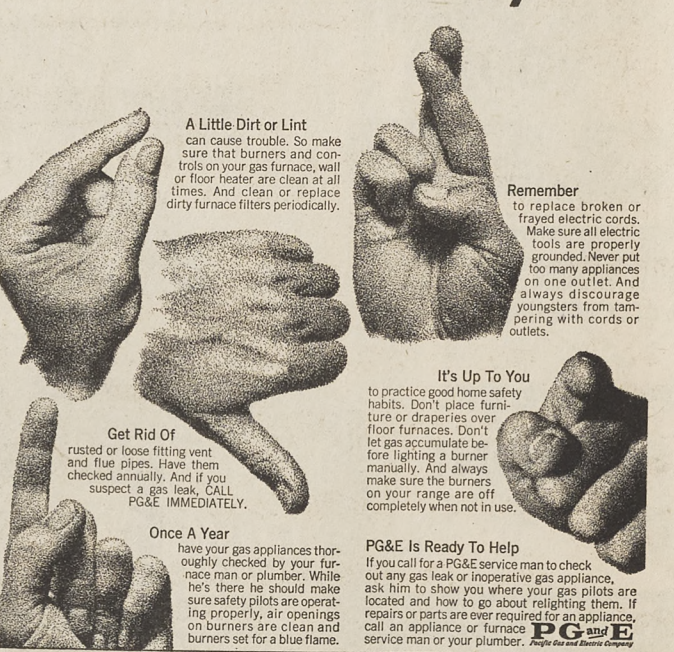 A Little Dirt or Lint
can cause trouble. So make
sure that burners and con-
trols on your gas furnace, wall
or floor heater are clean at all
times. And clean or replace
dirty furnace filters periodically.
Remember
to replace broken or
frayed electric cords.
Make sure all electric
tools are properly
grounded. Never put
too many appliances
on one outlet. And
always discourage
youngsters from tam-
pering with cords or
outlets.
Get Rid Of
rusted or loose fitting vent
and flue pipes. Have them
checked annually. And if you
suspect a gas leak, CALL
PG&E IMMEDIATELY.
It's Up To You
to practice good home safety
habits. Don't place furni-
ture or draperies over
floor furnaces. Don't
let gas accumulate be-
fore lighting a burner
manually. And always
make sure the burners
on your range are off
completely when not in use.
Once A Year
have your gas appliances thor-
oughly checked by your fur-
nace man or plumber. While
he's there he should make
sure safety pilots are operat-
ing properly, air openings
on burners are clean and
burners set for a blue flame.
PG&E Is Ready To Help
If you call for a PG&E service man to check
out any gas leak or inoperative gas appliance,
ask him to show you where your gas pilots are
located and how to go about relighting them. If
repairs or parts are ever required for an appliance,
call an appliance or furnace
service man or your plumber.
PG and E
Pacific Gas and Electric Company